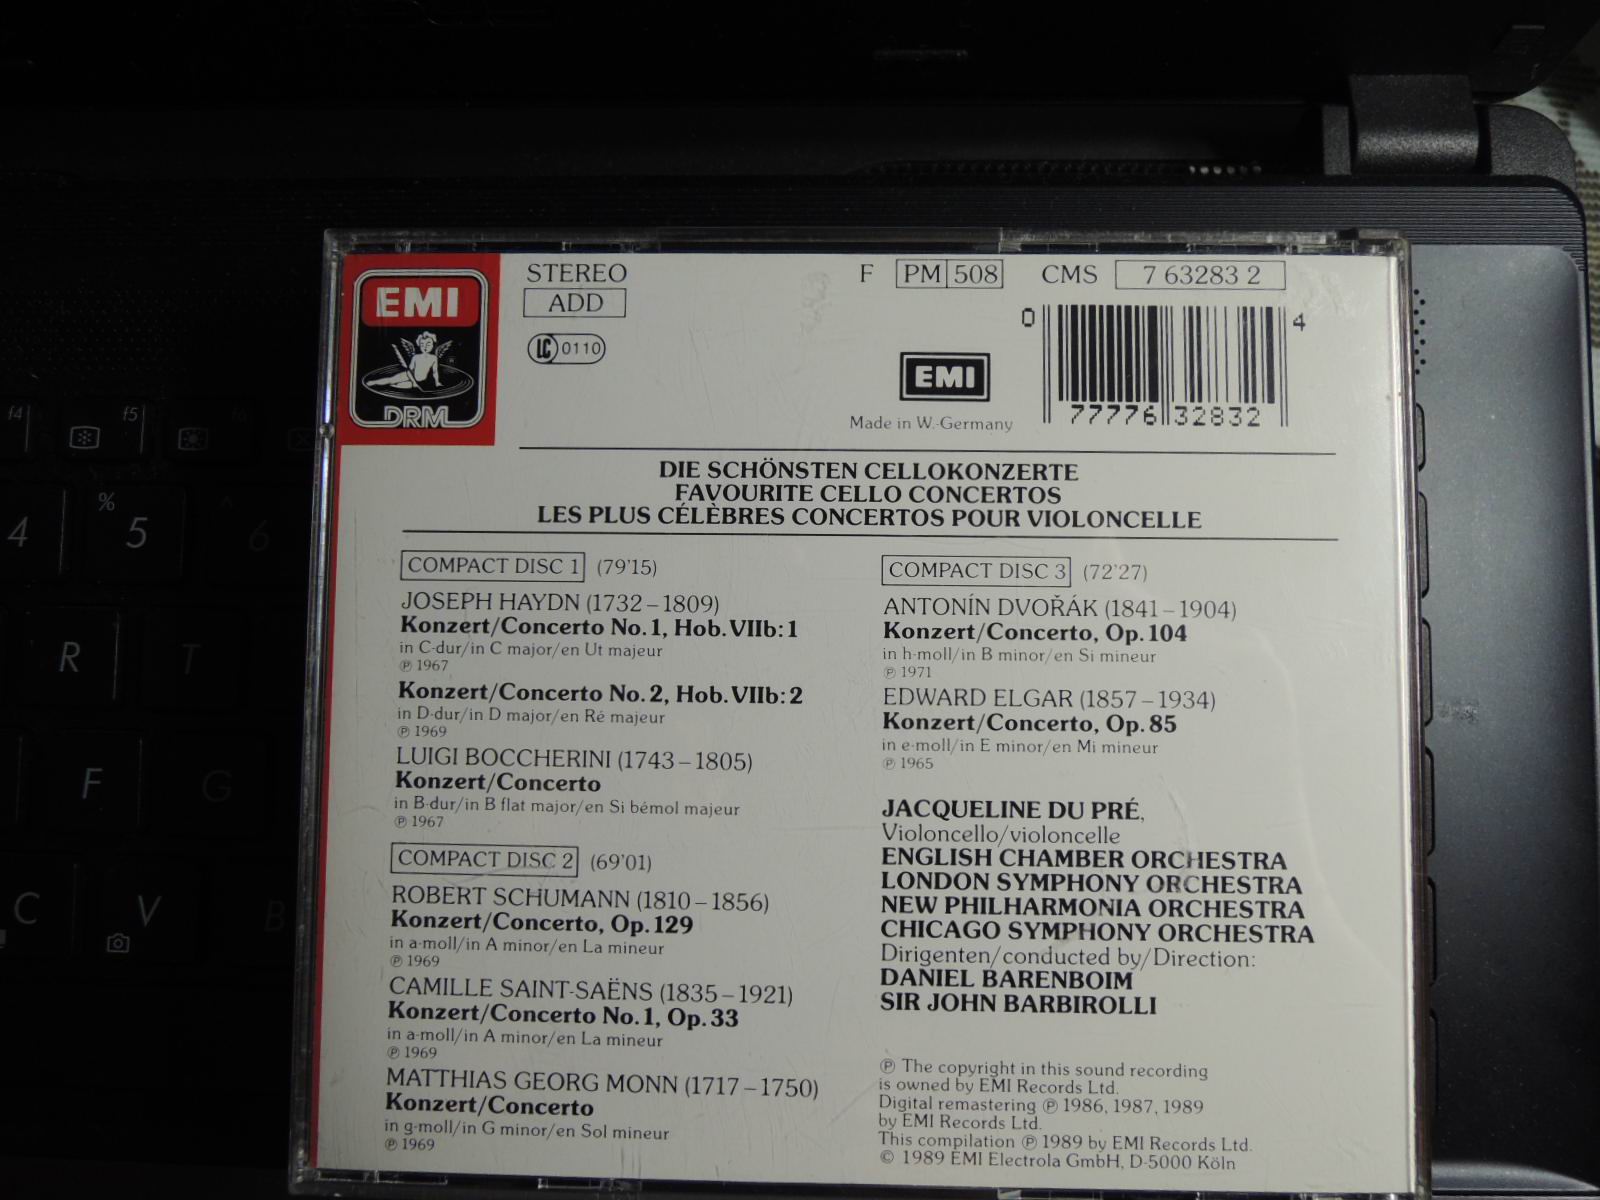 EMI
DRM
STEREO
ADD
LC 0110
F PM 508 CMS 7 63283 2
0 77776 32832 4
EMI
Made in W.-Germany
DIE SCHÖNSTEN CELLOKONZERTE
FAVOURITE CELLO CONCERTOS
LES PLUS CÉLÈBRES CONCERTOS POUR VIOLONCELLE
COMPACT DISC 1 (79'15)
JOSEPH HAYDN (1732–1809)
Konzert/Concerto No. 1, Hob. VIIb: 1
in C-dur/in C major/en Ut majeur
℗ 1967
Konzert/Concerto No. 2, Hob. VIIb: 2
in D-dur/in D major/en Ré majeur
℗ 1969
LUIGI BOCCHERINI (1743–1805)
Konzert/Concerto
in B-dur/in B flat major/en Si bémol majeur
℗ 1967
COMPACT DISC 2 (69'01)
ROBERT SCHUMANN (1810–1856)
Konzert/Concerto, Op. 129
in a-moll/in A minor/en La mineur
℗ 1969
CAMILLE SAINT-SAËNS (1835–1921)
Konzert/Concerto No. 1, Op. 33
in a-moll/in A minor/en La mineur
℗ 1969
MATTHIAS GEORG MONN (1717–1750)
Konzert/Concerto
in g-moll/in G minor/en Sol mineur
℗ 1969
COMPACT DISC 3 (72'27)
ANTONÍN DVOŘÁK (1841–1904)
Konzert/Concerto, Op. 104
in h-moll/in B minor/en Si mineur
℗ 1971
EDWARD ELGAR (1857–1934)
Konzert/Concerto, Op. 85
in e-moll/in E minor/en Mi mineur
℗ 1965
JACQUELINE DU PRÉ,
Violoncello/violoncelle
ENGLISH CHAMBER ORCHESTRA
LONDON SYMPHONY ORCHESTRA
NEW PHILHARMONIA ORCHESTRA
CHICAGO SYMPHONY ORCHESTRA
Dirigenten/conducted by/Direction:
DANIEL BARENBOIM
SIR JOHN BARBIROLLI
℗ The copyright in this sound recording
is owned by EMI Records Ltd.
Digital remastering ℗ 1986, 1987, 1989
by EMI Records Ltd.
This compilation ℗ 1989 by EMI Records Ltd.
© 1989 EMI Electrola GmbH, D-5000 Köln
f4 f5 f6
4 % 5 ^ 6
R T
F G
C V B